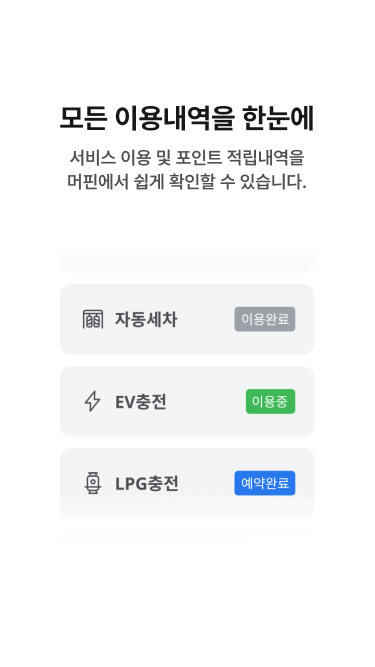 모든 이용내역을 한눈에
서비스 이용 및 포인트 적립내역을
머핀에서 쉽게 확인할 수 있습니다.
자동세차 이용완료
EV충전 이용중
LPG충전 예약완료